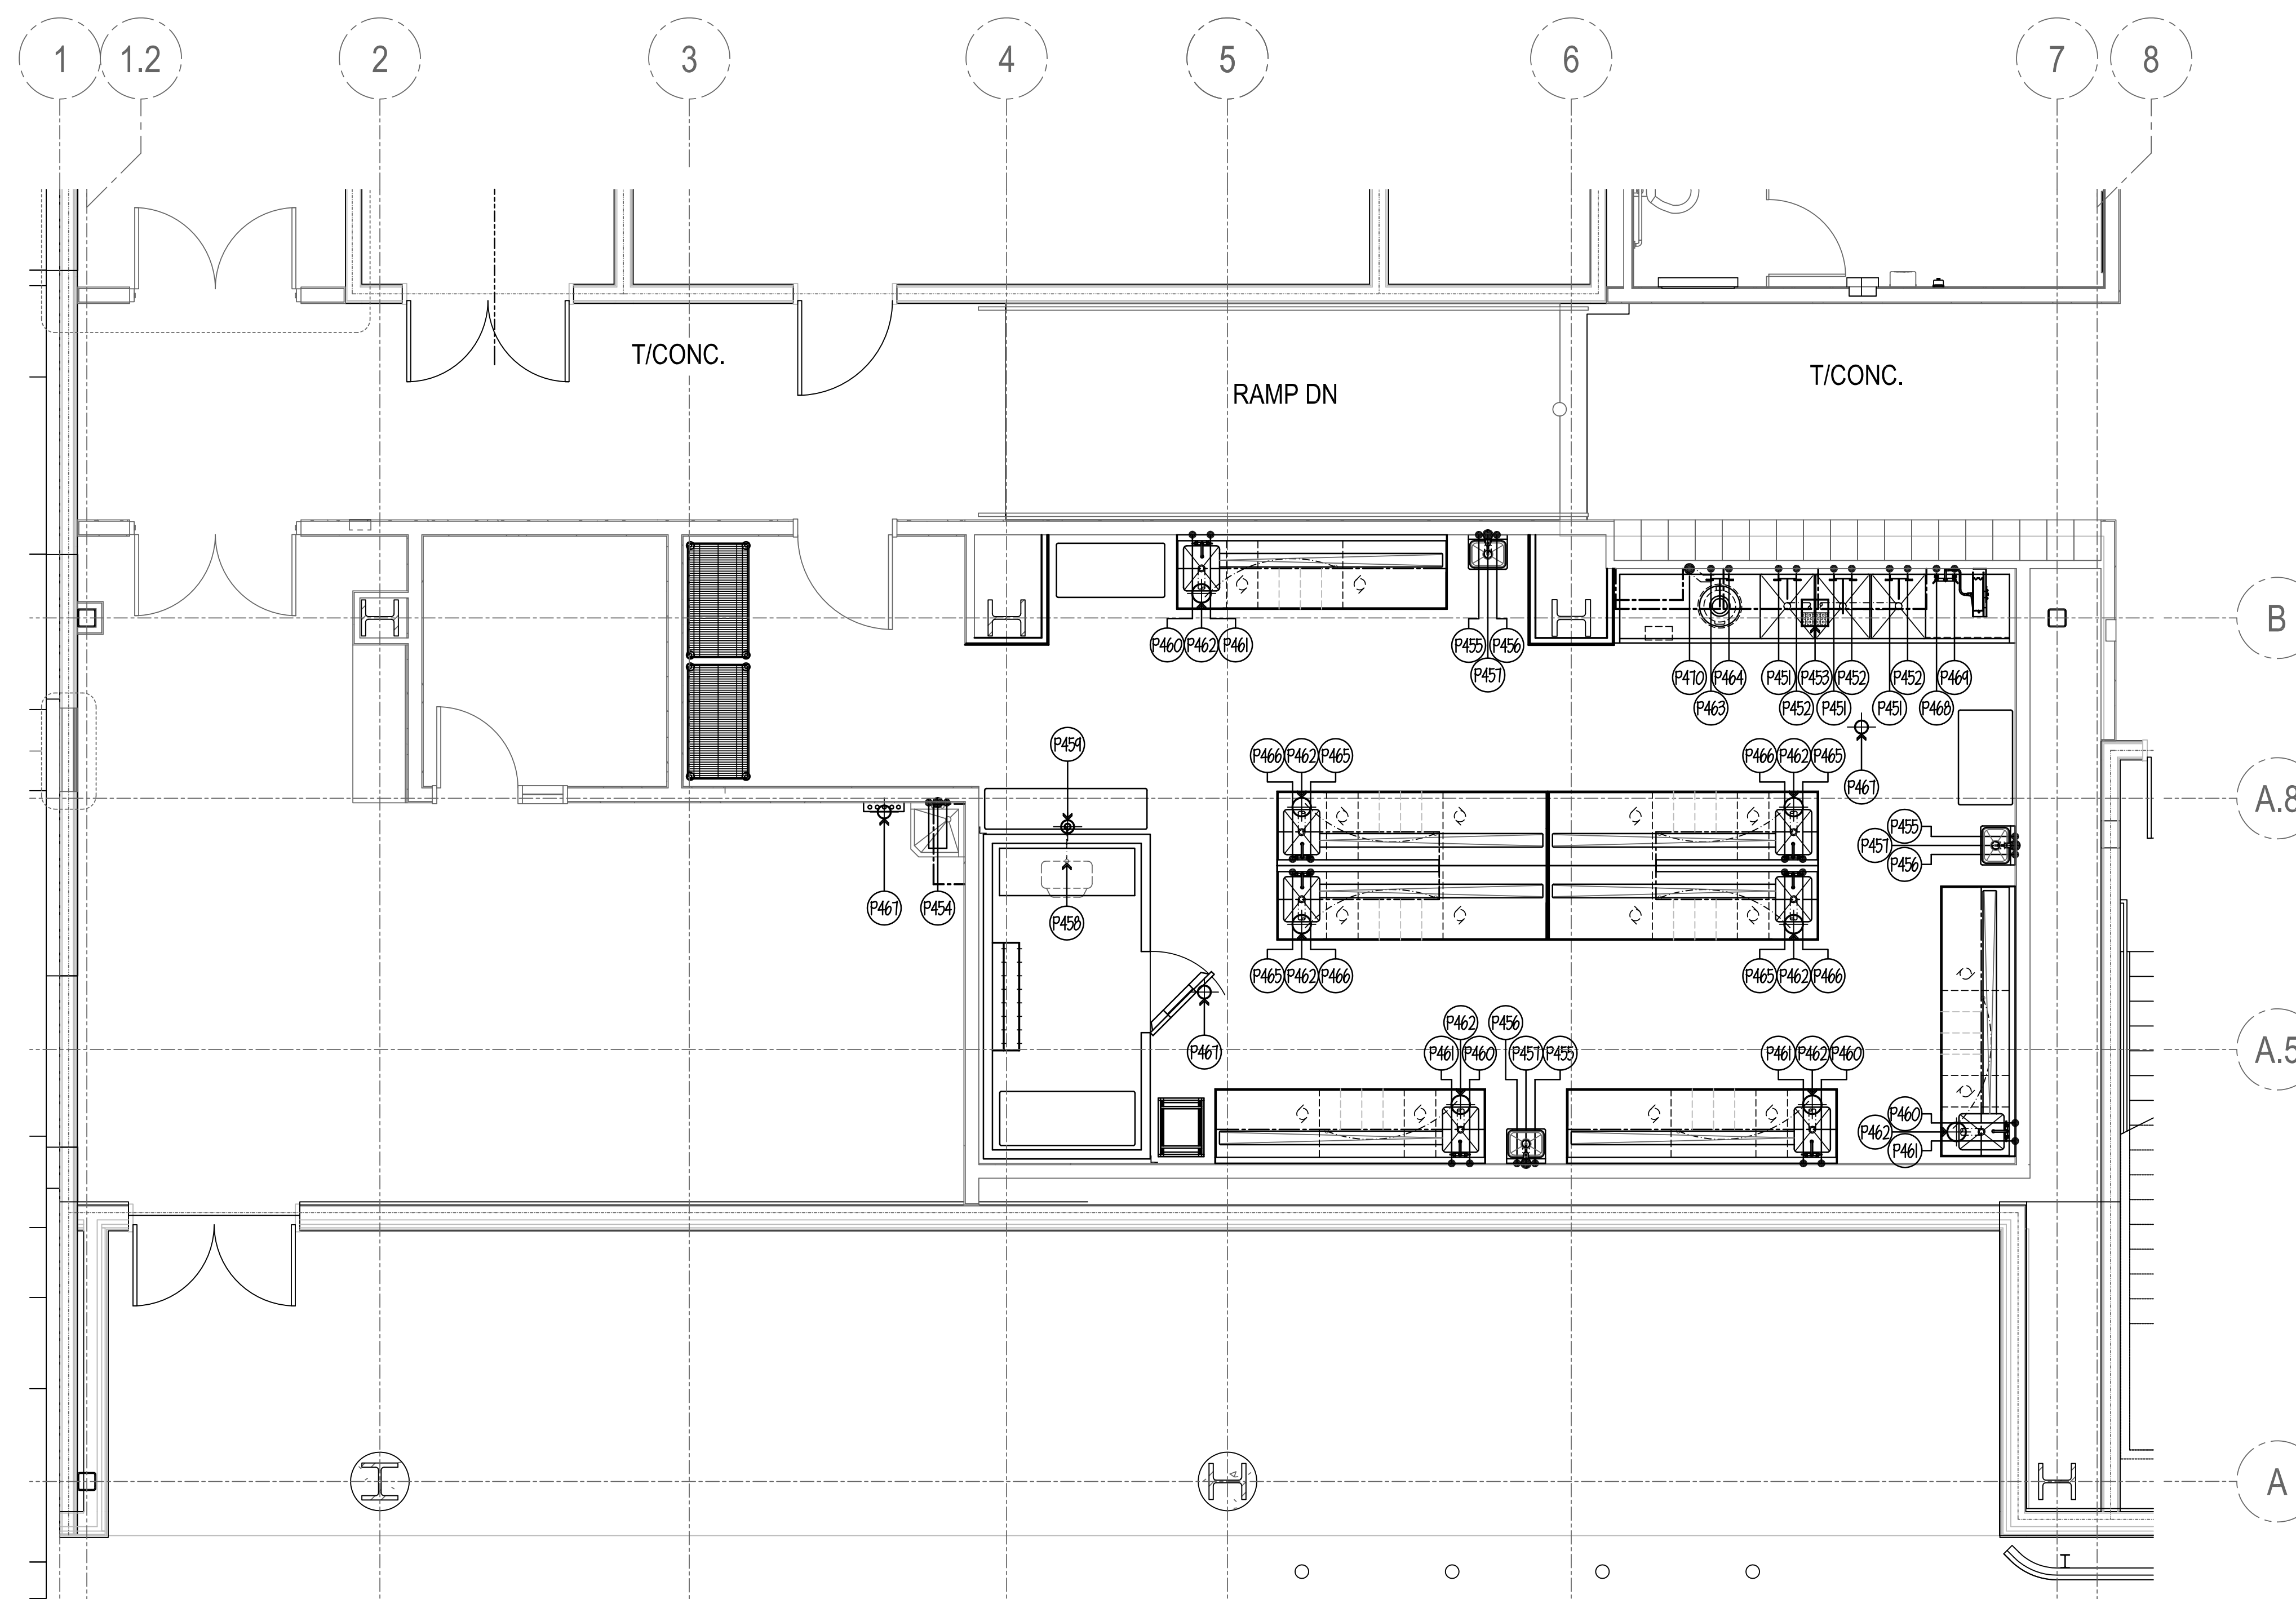 1 1.2 2 3 4 5 6 7 8
T/CONC.
T/CONC.
RAMP DN
B
P460 P462 P461
P455 P456
P457
P470 P464 P451 P453 P452 P452 P469
P463 P452 P451 P451 P468
P459
P466 P462 P465
P466 P462 P465
P467
A.8
P455
P457
P456
P467 P454
P458
P465 P462 P466
P465 P462 P466
P462 P456
P467
P461 P460 P457 P455
P461 P462 P460
A.5
P460
P462
P461
A